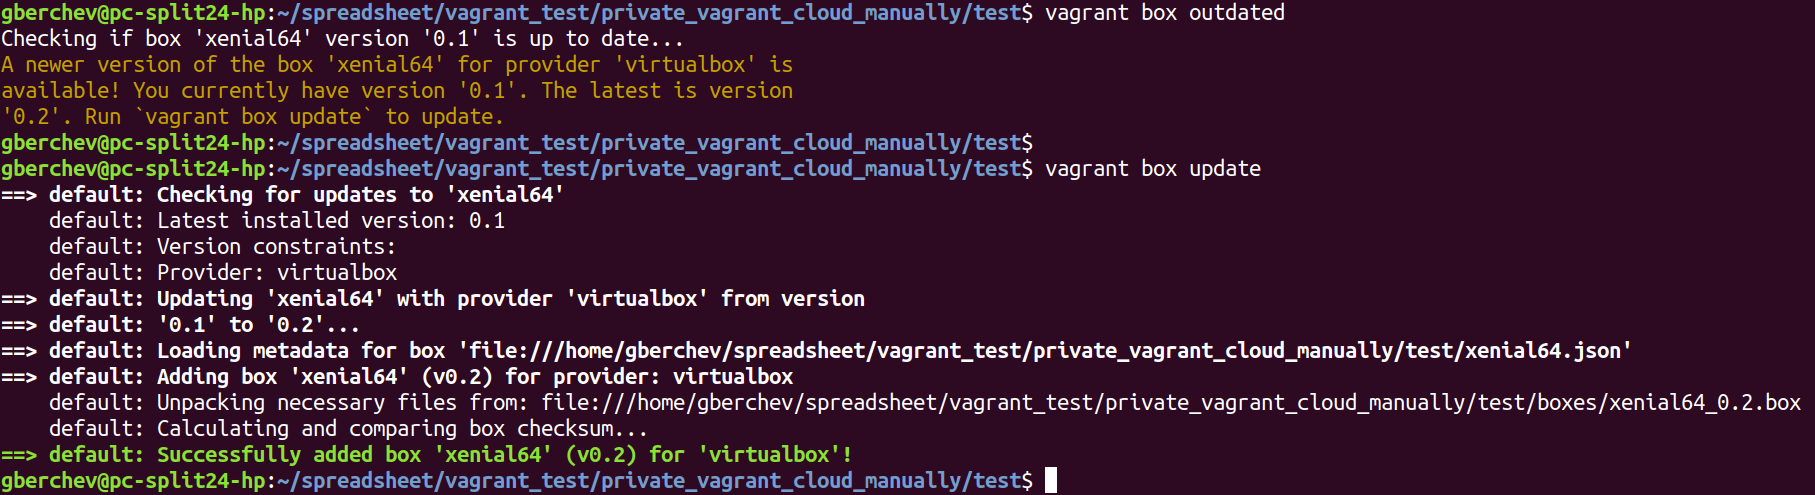 gberchev@pc-split24-hp:~/spreadsheet/vagrant_test/private_vagrant_cloud_manually/test$ vagrant box outdated
Checking if box 'xenial64' version '0.1' is up to date...
A newer version of the box 'xenial64' for provider 'virtualbox' is
available! You currently have version '0.1'. The latest is version
'0.2'. Run `vagrant box update` to update.
gberchev@pc-split24-hp:~/spreadsheet/vagrant_test/private_vagrant_cloud_manually/test$
gberchev@pc-split24-hp:~/spreadsheet/vagrant_test/private_vagrant_cloud_manually/test$ vagrant box update
==> default: Checking for updates to 'xenial64'
    default: Latest installed version: 0.1
    default: Version constraints:
    default: Provider: virtualbox
==> default: Updating 'xenial64' with provider 'virtualbox' from version
==> default: '0.1' to '0.2'...
==> default: Loading metadata for box 'file:///home/gberchev/spreadsheet/vagrant_test/private_vagrant_cloud_manually/test/xenial64.json'
==> default: Adding box 'xenial64' (v0.2) for provider: virtualbox
    default: Unpacking necessary files from: file:///home/gberchev/spreadsheet/vagrant_test/private_vagrant_cloud_manually/test/boxes/xenial64_0.2.box
    default: Calculating and comparing box checksum...
==> default: Successfully added box 'xenial64' (v0.2) for 'virtualbox'!
gberchev@pc-split24-hp:~/spreadsheet/vagrant_test/private_vagrant_cloud_manually/test$